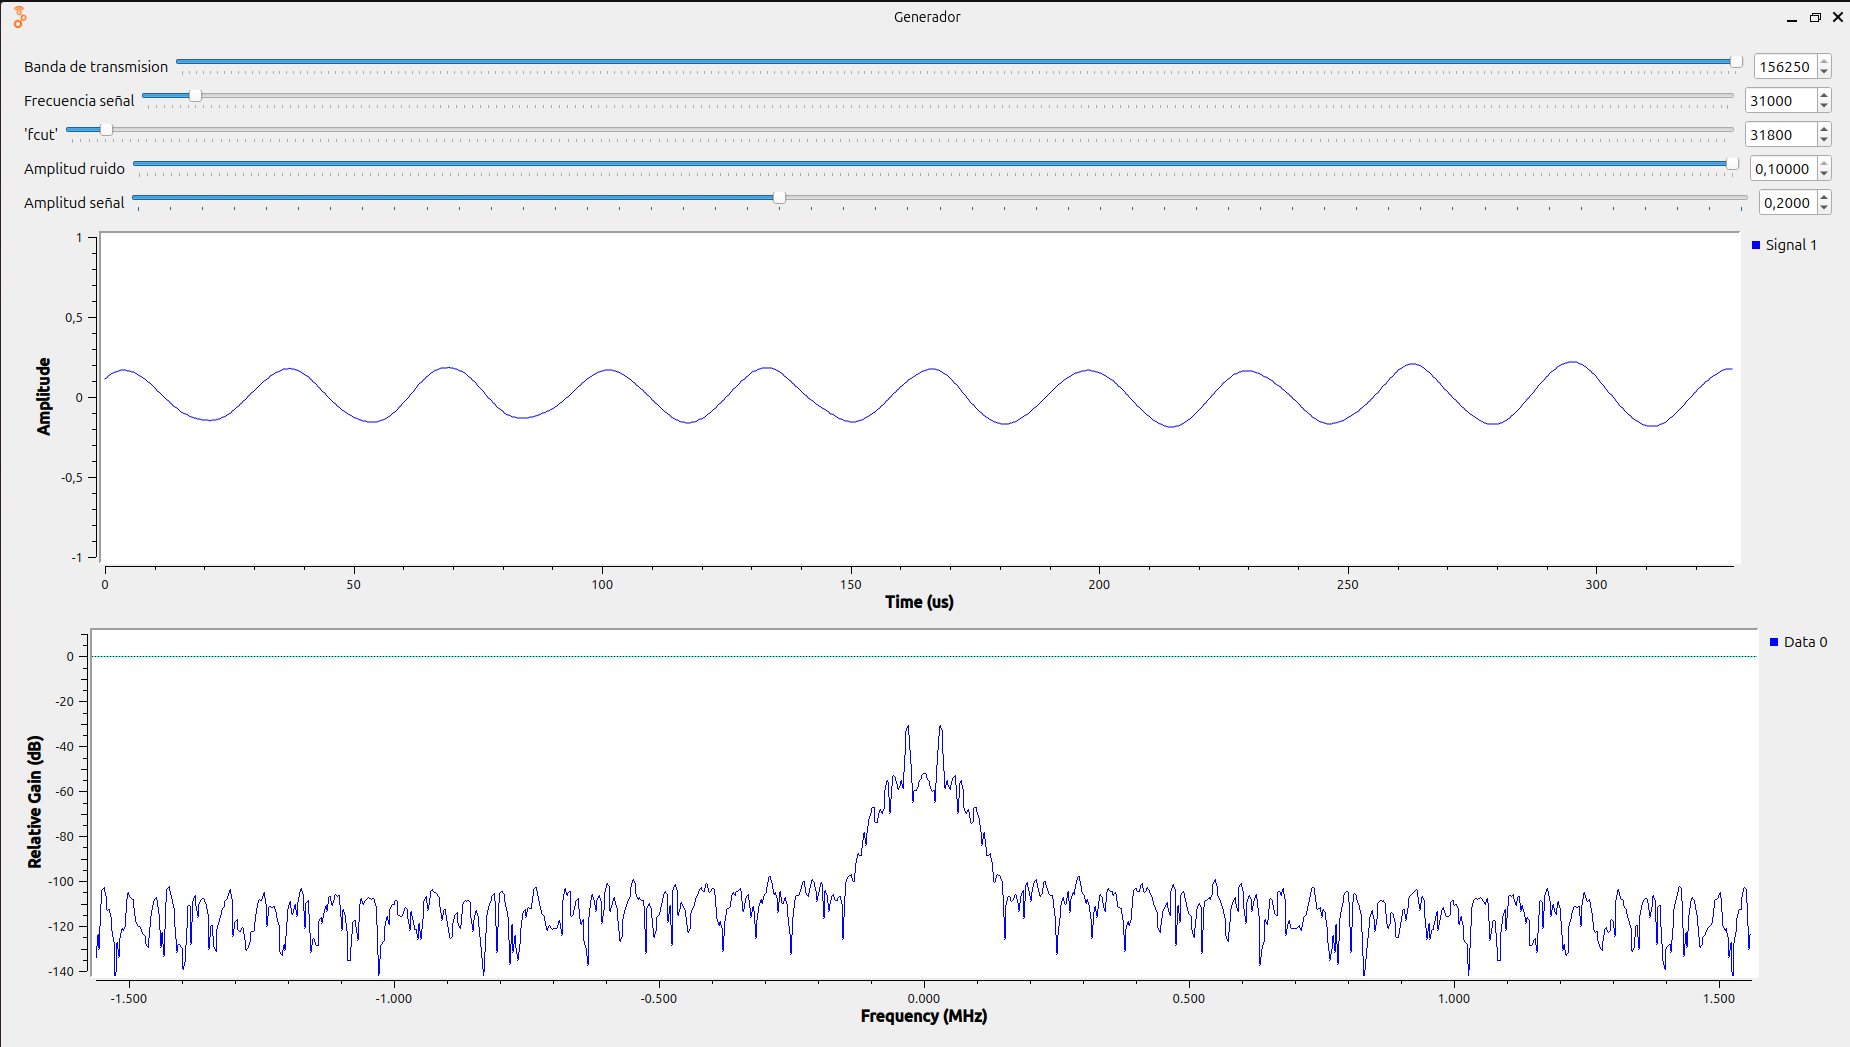 Generador
Banda de transmision 156250
Frecuencia señal 31000
'fcut' 31800
Amplitud ruido 0,10000
Amplitud señal 0,2000
Signal 1
1
0,5
0
-0,5
-1
Amplitude
0 50 100 150 200 250 300
Time (us)
Data 0
0
-20
-40
-60
-80
-100
-120
-140
Relative Gain (dB)
-1.500 -1.000 -0.500 0.000 0.500 1.000 1.500
Frequency (MHz)